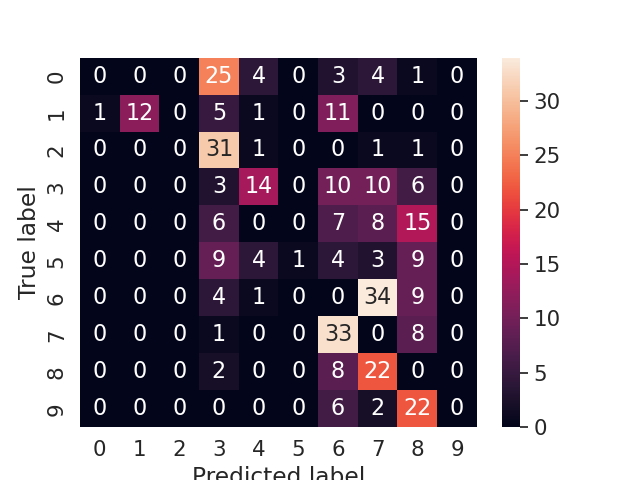 0 0 0 0 25 4 0 3 4 1 0
1 1 12 0 5 1 0 11 0 0 0
2 0 0 0 31 1 0 0 1 1 0
3 0 0 0 3 14 0 10 10 6 0
4 0 0 0 6 0 0 7 8 15 0
5 0 0 0 9 4 1 4 3 9 0
6 0 0 0 4 1 0 0 34 9 0
7 0 0 0 1 0 0 33 0 8 0
8 0 0 0 2 0 0 8 22 0 0
9 0 0 0 0 0 0 6 2 22 0
0 1 2 3 4 5 6 7 8 9
True label
Predicted label
30
25
20
15
10
5
0